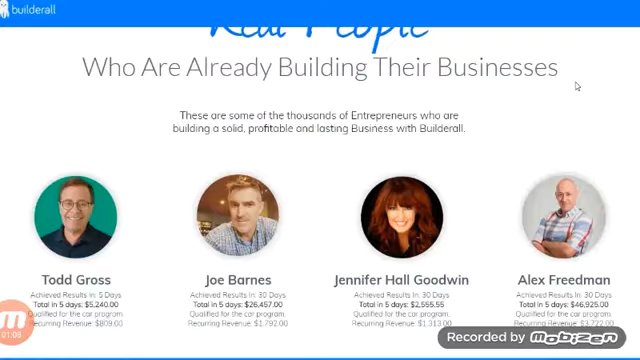 builderall
Real People
Who Are Already Building Their Businesses
These are some of the thousands of Entrepreneurs who are
building a solid, profitable and lasting Business with Builderall.
Todd Gross
Achieved Results In: 5 Days
Total in 5 days: $5,240.00
Qualified for the car program.
Recurring Revenue: $809.00
Joe Barnes
Achieved Results In: 30 Days
Total in 5 days: $26,457.00
Qualified for the car program.
Recurring Revenue: $1,792.00
Jennifer Hall Goodwin
Achieved Results In: 30 Days
Total in 5 days: $2,555.55
Qualified for the car program.
Recurring Revenue: $1,313.00
Alex Freedman
Achieved Results In: 30 Days
Total in 5 days: $46,925.00
Qualified for the car program.
Recurring Revenue: $3,722.00
01:08
Recorded by Mobizen